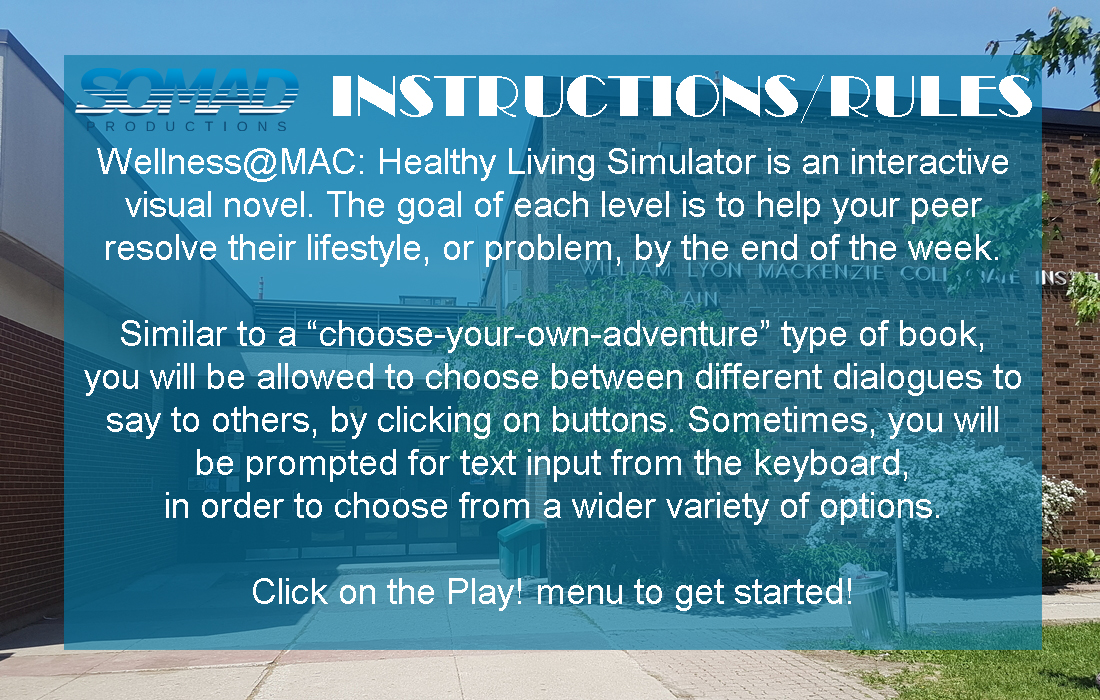 SOMAD
PRODUCTIONS
INSTRUCTIONS/RULES
Wellness@MAC: Healthy Living Simulator is an interactive
visual novel. The goal of each level is to help your peer
resolve their lifestyle, or problem, by the end of the week.
WILLIAM LYON MACKENZIE
Similar to a “choose-your-own-adventure” type of book,
you will be allowed to choose between different dialogues to
say to others, by clicking on buttons. Sometimes, you will
be prompted for text input from the keyboard,
in order to choose from a wider variety of options.
Click on the Play! menu to get started!